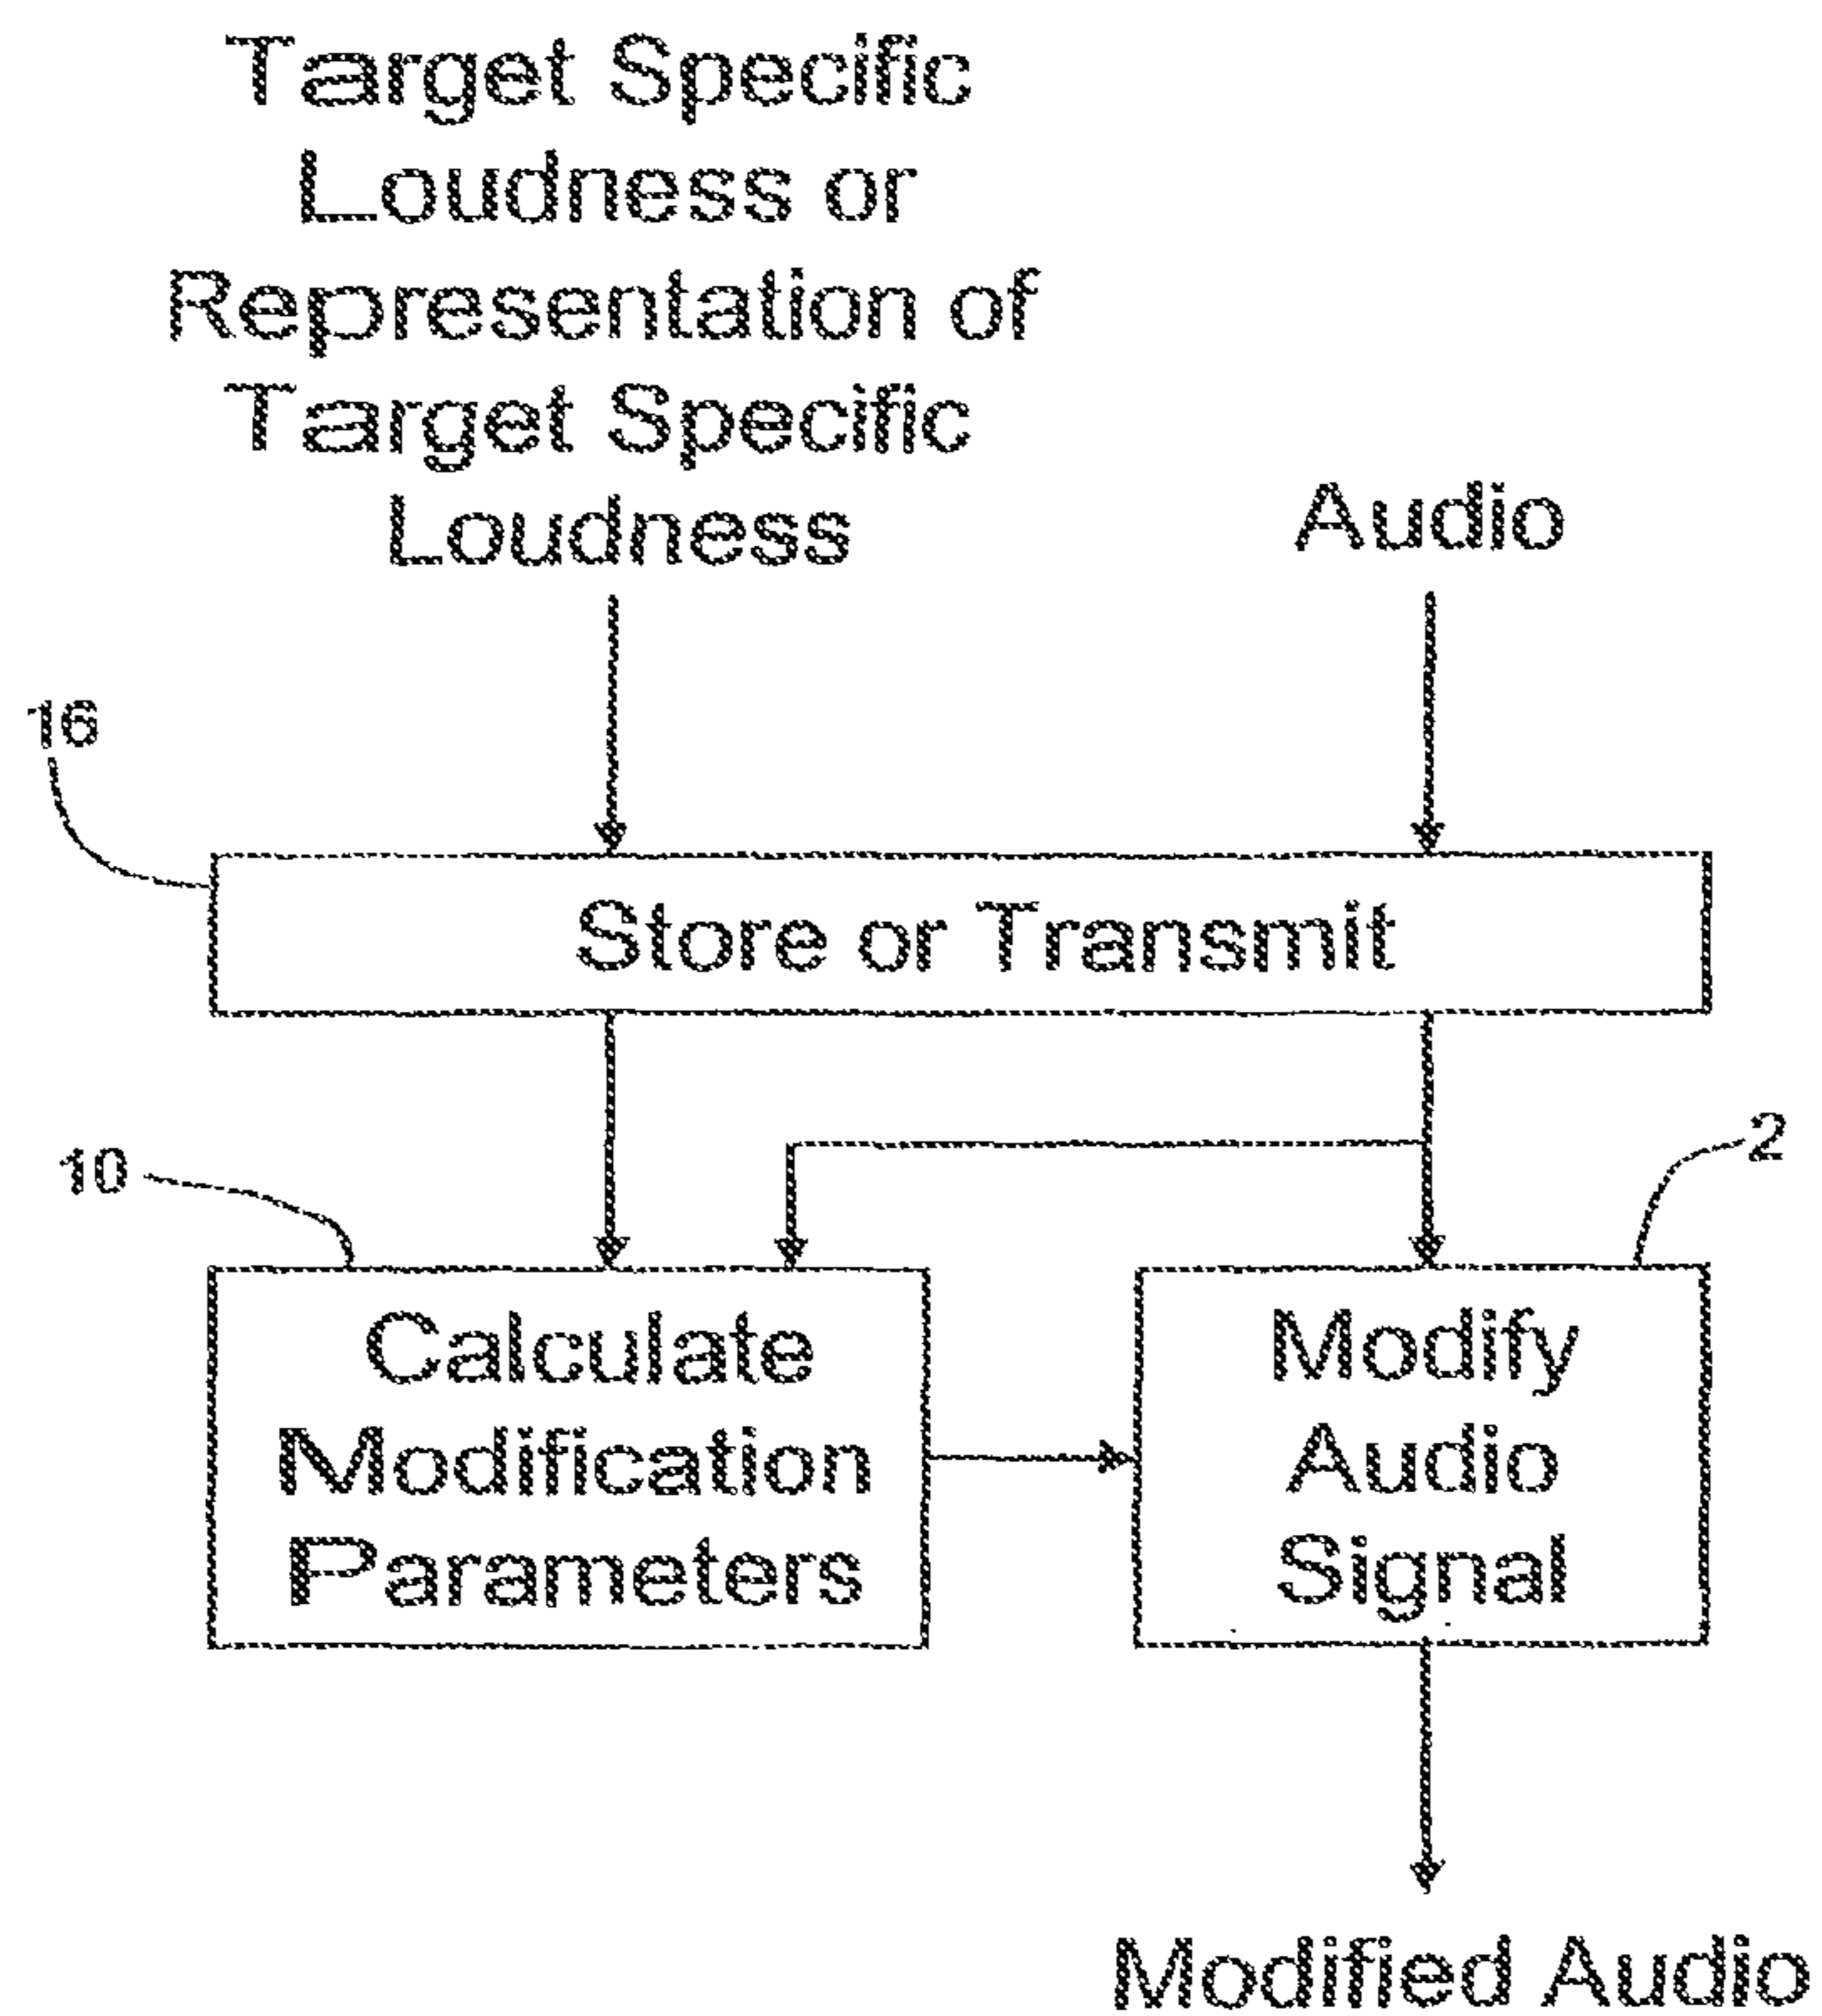 Target Specific
Loudness or
Representation of
Target Specific
Loudness
Audio
16
Store or Transmit
10
2
Calculate
Modification
Parameters
Modify
Audio
Signal
Modified Audio